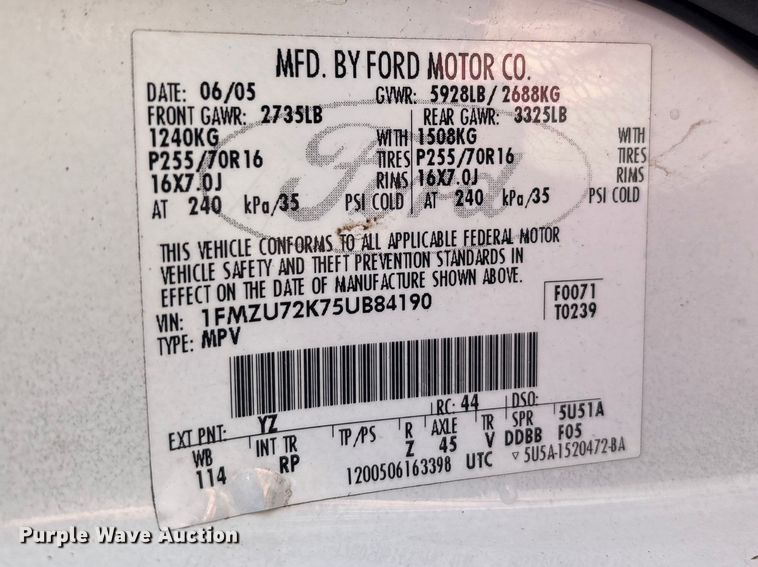 MFD. BY FORD MOTOR CO.
DATE: 06/05 GVWR: 5928LB/ 2688KG
FRONT GAWR: 2735LB REAR GAWR: 3325LB
1240KG WITH 1508KG WITH
P255/70R16 TIRES P255/70R16 TIRES
16X7.0J RIMS 16X7.0J RIMS
AT 240 kPa/35 PSI COLD AT 240 kPa/35 PSI COLD
Ford
THIS VEHICLE CONFORMS TO ALL APPLICABLE FEDERAL MOTOR
VEHICLE SAFETY AND THEFT PREVENTION STANDARDS IN
EFFECT ON THE DATE OF MANUFACTURE SHOWN ABOVE.
VIN: 1FMZU72K75UB84190 F0071
TYPE: MPV T0239
EXT PNT: YZ RC: 44 DSO:
WB INT TR TP/PS R AXLE TR SPR 5U51A
114 RP Z 45 V DDBB F05
1200506163398 UTC ▽ 5U5A-1520472-BA
Purple Wave Auction